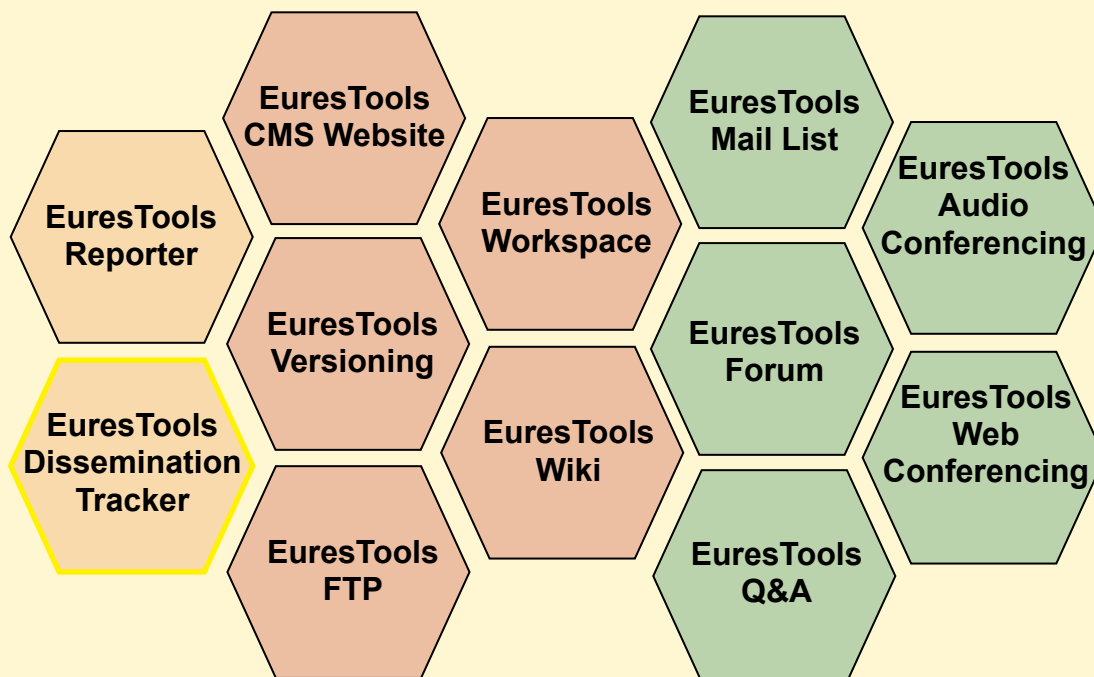 EuresTools
CMS Website
EuresTools
Mail List
EuresTools
Audio
Conferencing
EuresTools
Reporter
EuresTools
Workspace
EuresTools
Versioning
EuresTools
Forum
EuresTools
Web
Conferencing
EuresTools
Dissemination
Tracker
EuresTools
Wiki
EuresTools
FTP
EuresTools
Q&A